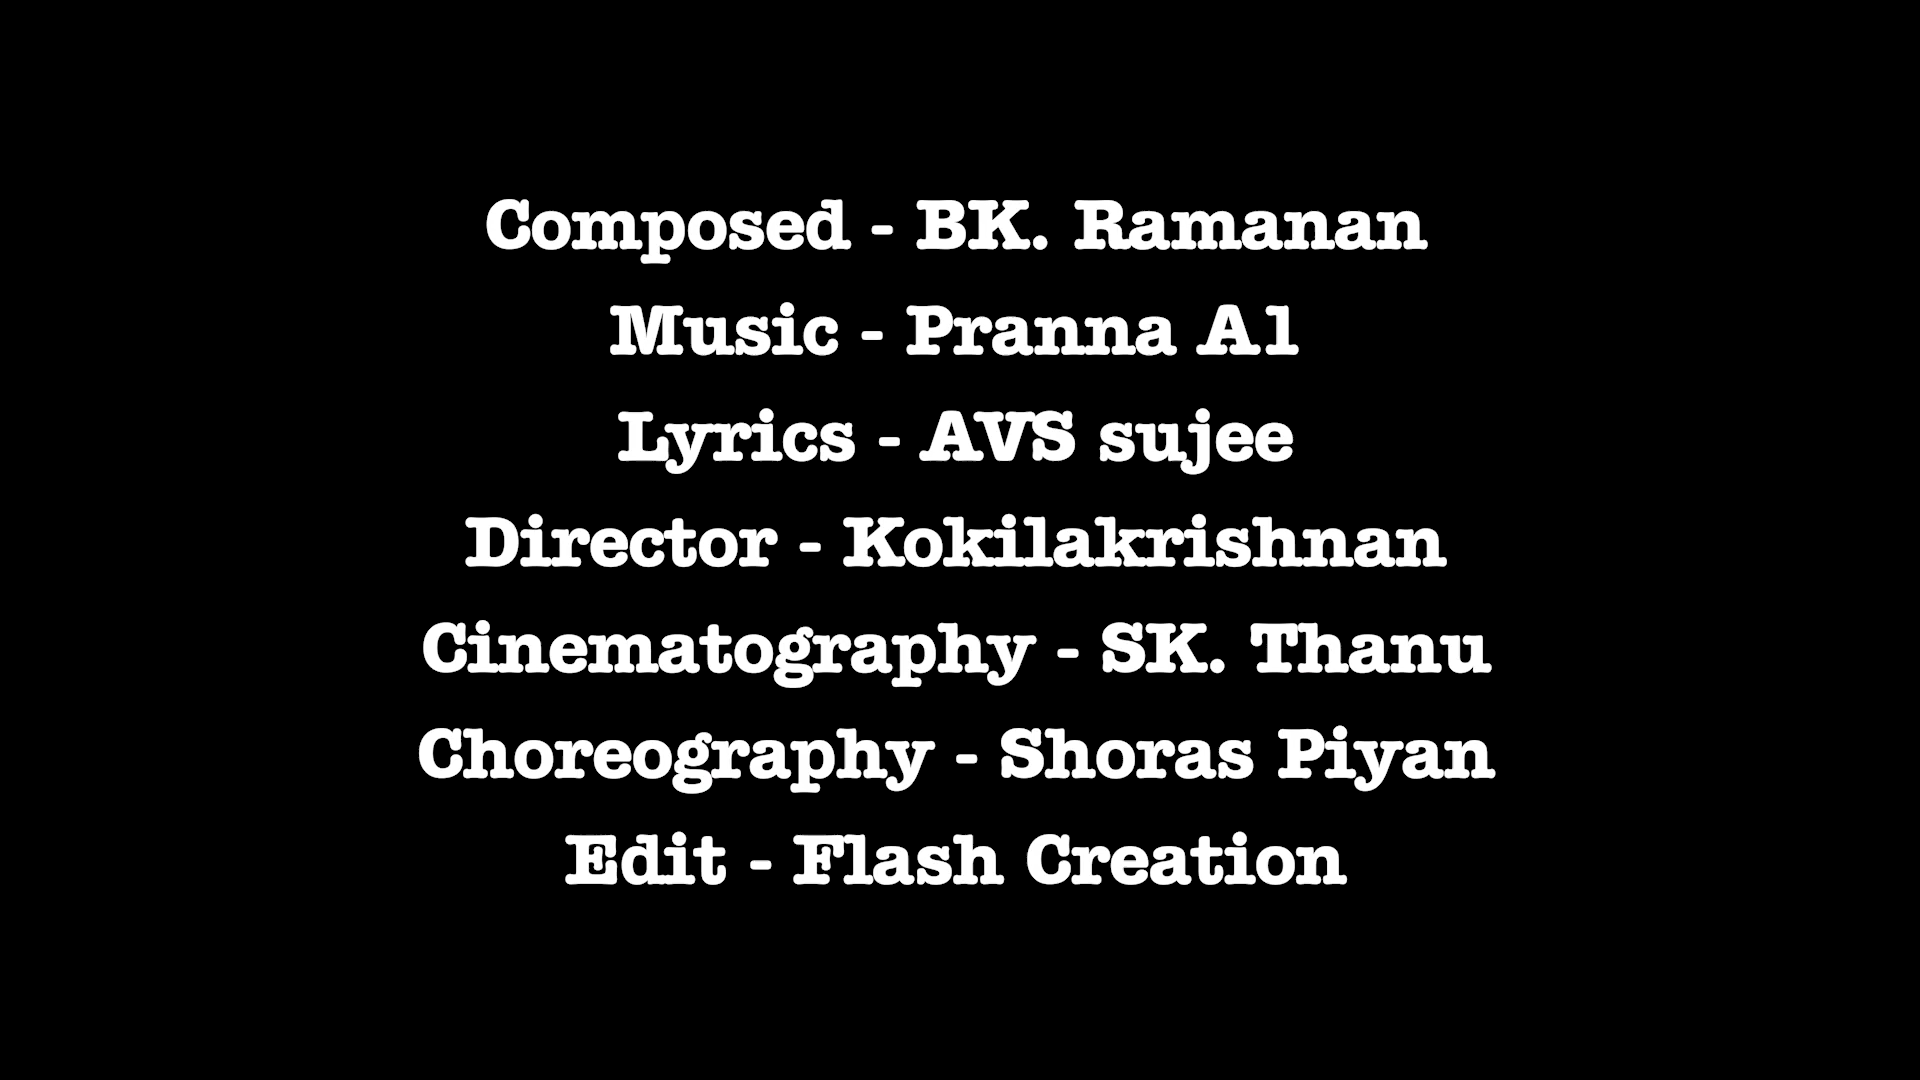 Composed - BK. Ramanan
Music - Pranna A1
Lyrics - AVS sujee
Director - Kokilakrishnan
Cinematography - SK. Thanu
Choreography - Shoras Piyan
Edit - Flash Creation